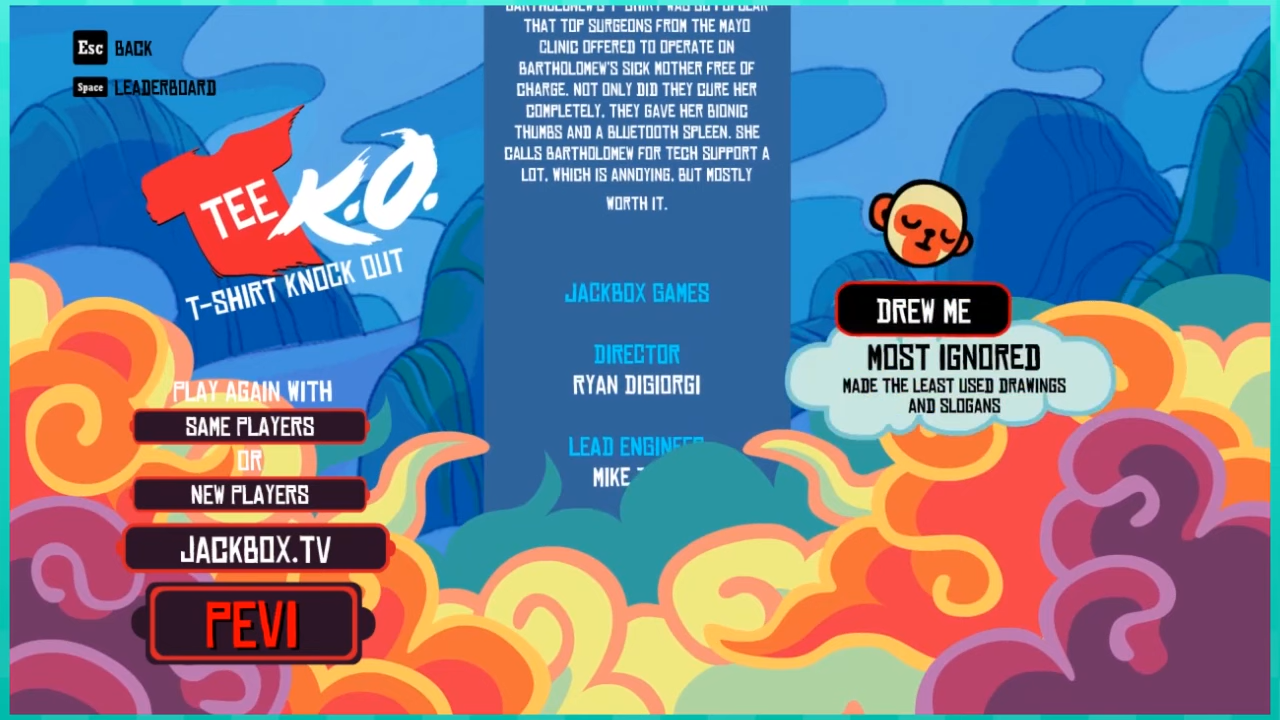 Esc BACK
Space LEADERBOARD
TEE K.O.
T-SHIRT KNOCK OUT
PLAY AGAIN WITH
SAME PLAYERS
OR
NEW PLAYERS
JACKBOX.TV
PEVI
THAT TOP SURGEONS FROM THE MAYO
CLINIC OFFERED TO OPERATE ON
BARTHOLOMEW'S SICK MOTHER FREE OF
CHARGE. NOT ONLY DID THEY CURE HER
COMPLETELY, THEY GAVE HER BIONIC
THUMBS AND A BLUETOOTH SPLEEN. SHE
CALLS BARTHOLOMEW FOR TECH SUPPORT A
LOT, WHICH IS ANNOYING, BUT MOSTLY
WORTH IT.
JACKBOX GAMES
DIRECTOR
RYAN DIGIORGI
LEAD ENGINEER
MIKE
DREW ME
MOST IGNORED
MADE THE LEAST USED DRAWINGS
AND SLOGANS